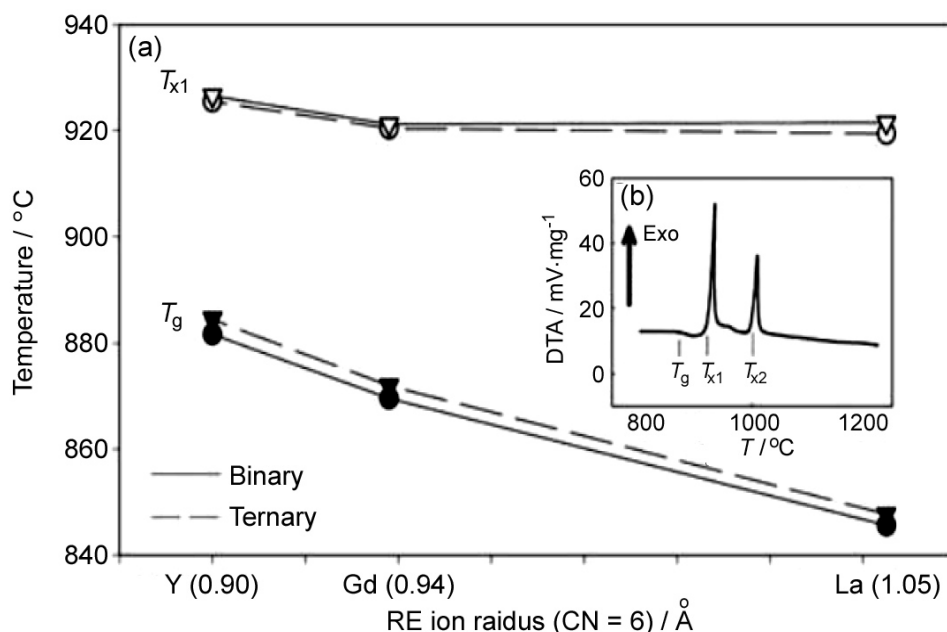 940
(a)
Tx1
920
900
880
860
840
Temperature / °C
Tg
Binary
Ternary
Y (0.90)
Gd (0.94)
La (1.05)
RE ion raidus (CN = 6) / Å
60
(b)
Exo
40
20
0
DTA / mV·mg-1
Tg
Tx1
Tx2
800
1000
1200
T / °C